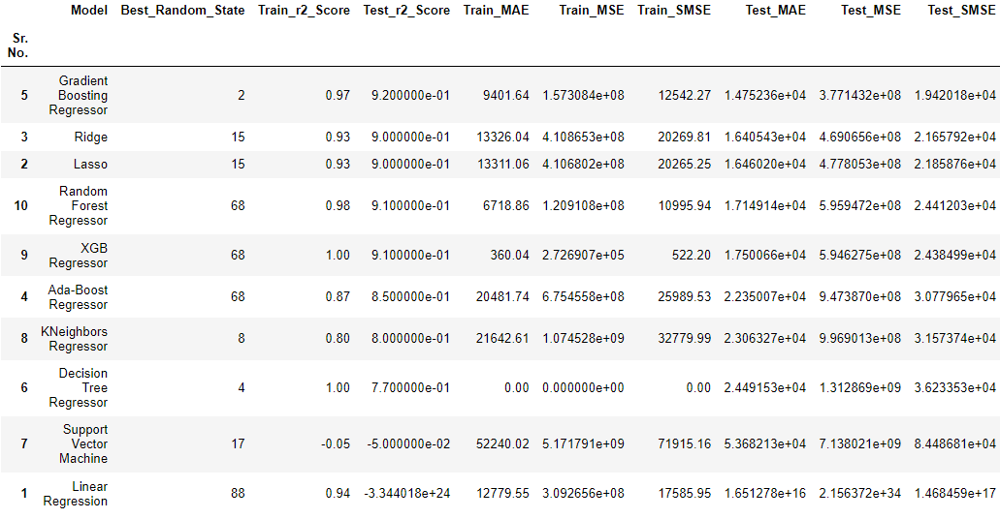 Model Best_Random_State Train_r2_Score Test_r2_Score Train_MAE Train_MSE Train_SMSE Test_MAE Test_MSE Test_SMSE
Sr.
No.
Gradient
5 Boosting 2 0.97 9.200000e-01 9401.64 1.573084e+08 12542.27 1.475236e+04 3.771432e+08 1.942018e+04
Regressor
3 Ridge 15 0.93 9.000000e-01 13326.04 4.108653e+08 20269.81 1.640543e+04 4.690656e+08 2.165792e+04
2 Lasso 15 0.93 9.000000e-01 13311.06 4.106802e+08 20265.25 1.646020e+04 4.778053e+08 2.185876e+04
Random
10 Forest 68 0.98 9.100000e-01 6718.86 1.209108e+08 10995.94 1.714914e+04 5.959472e+08 2.441203e+04
Regressor
9 XGB 68 1.00 9.100000e-01 360.04 2.726907e+05 522.20 1.750066e+04 5.946275e+08 2.438499e+04
Regressor
4 Ada-Boost 68 0.87 8.500000e-01 20481.74 6.754558e+08 25989.53 2.235007e+04 9.473870e+08 3.077965e+04
Regressor
8 KNeighbors 8 0.80 8.000000e-01 21642.61 1.074528e+09 32779.99 2.306327e+04 9.969013e+08 3.157374e+04
Regressor
Decision
6 Tree 4 1.00 7.700000e-01 0.00 0.000000e+00 0.00 2.449153e+04 1.312869e+09 3.623353e+04
Regressor
Support
7 Vector 17 -0.05 -5.000000e-02 52240.02 5.171791e+09 71915.16 5.368213e+04 7.138021e+09 8.448681e+04
Machine
1 Linear 88 0.94 -3.344018e+24 12779.55 3.092656e+08 17585.95 1.651278e+16 2.156372e+34 1.468459e+17
Regression